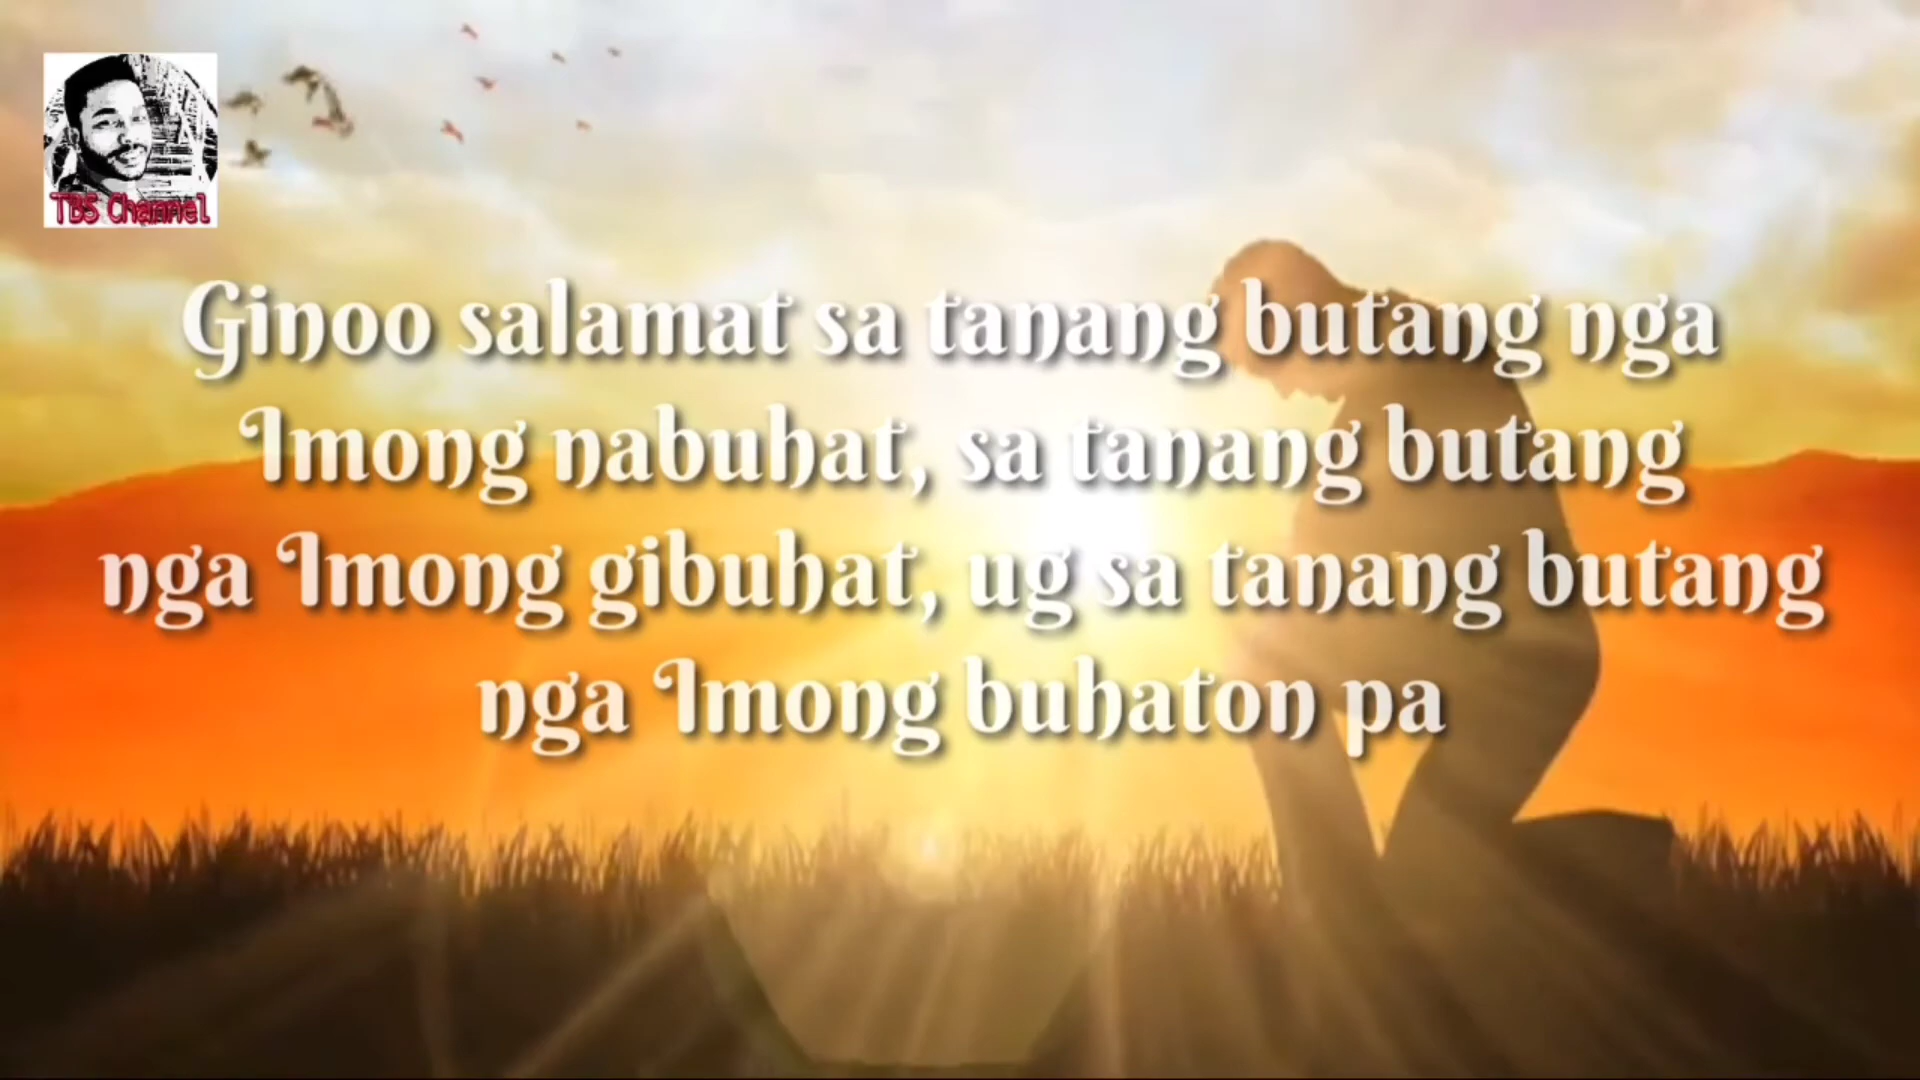 TBS Channel
Ginoo salamat sa tanang butang nga
Imong nabuhat, sa tanang butang
nga Imong gibuhat, ug sa tanang butang
nga Imong buhaton pa